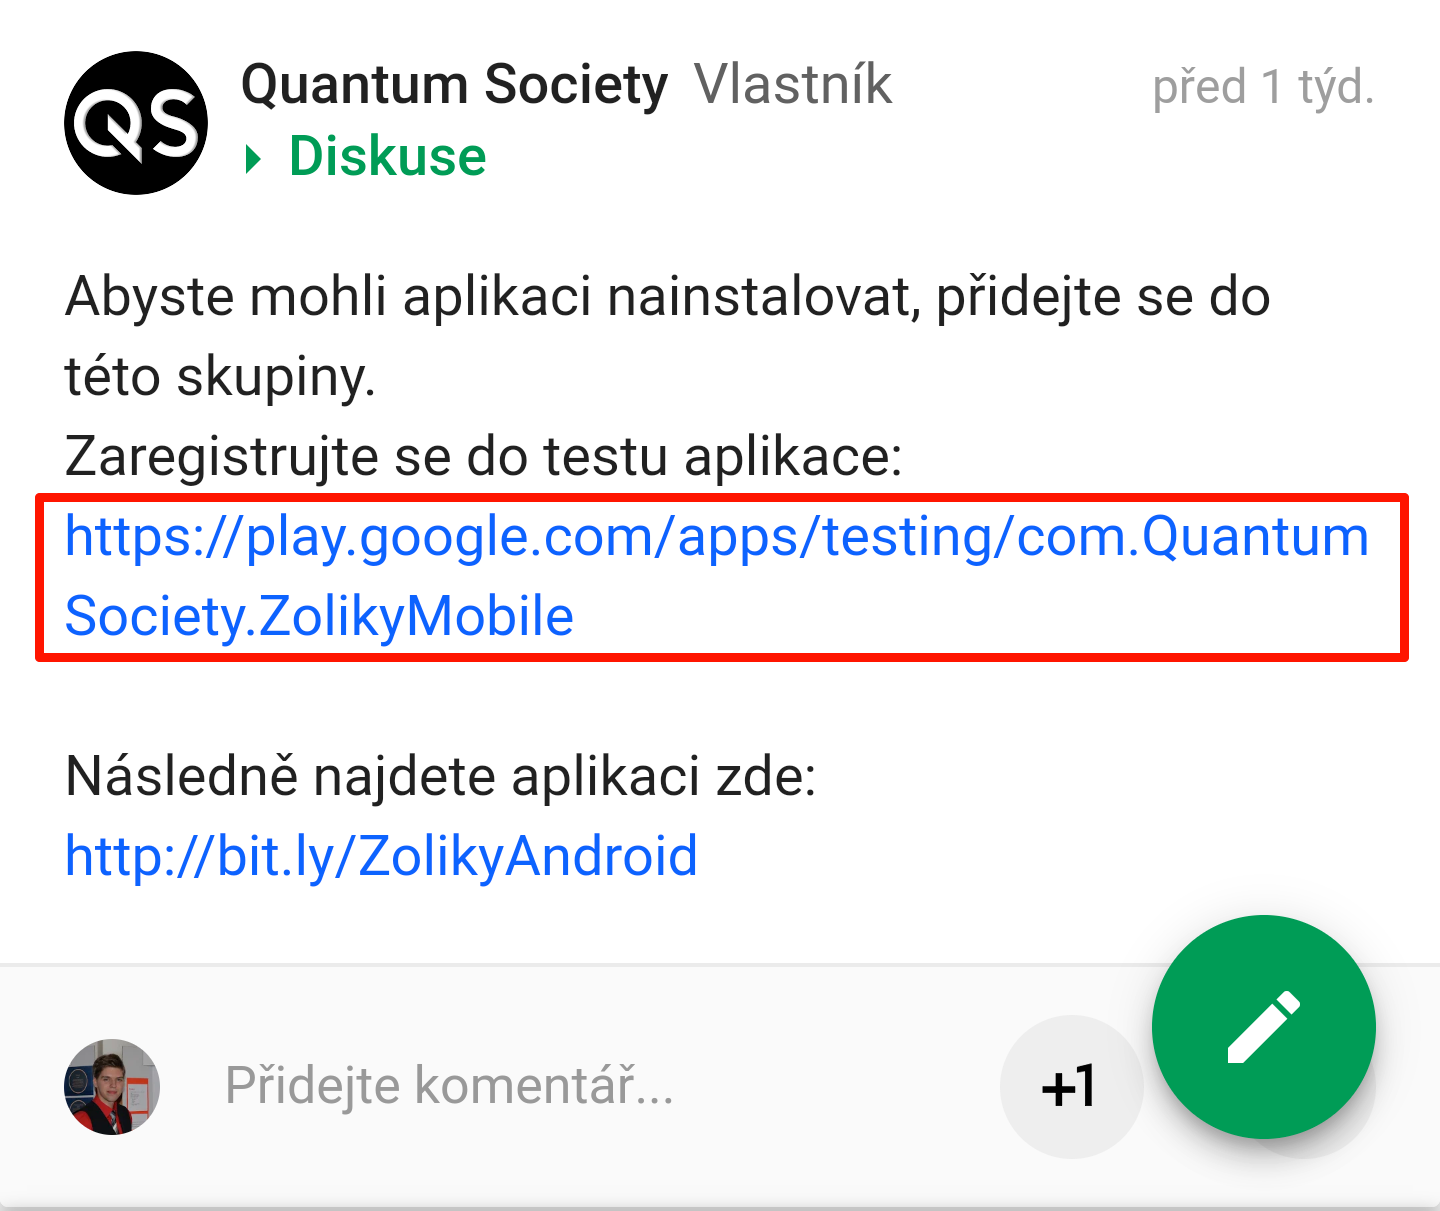 QS
Quantum Society Vlastník
před 1 týd.
Diskuse
Abyste mohli aplikaci nainstalovat, přidejte se do
této skupiny.
Zaregistrujte se do testu aplikace:
https://play.google.com/apps/testing/com.Quantum
Society.ZolikyMobile
Následně najdete aplikaci zde:
http://bit.ly/ZolikyAndroid
Přidejte komentář...
+1